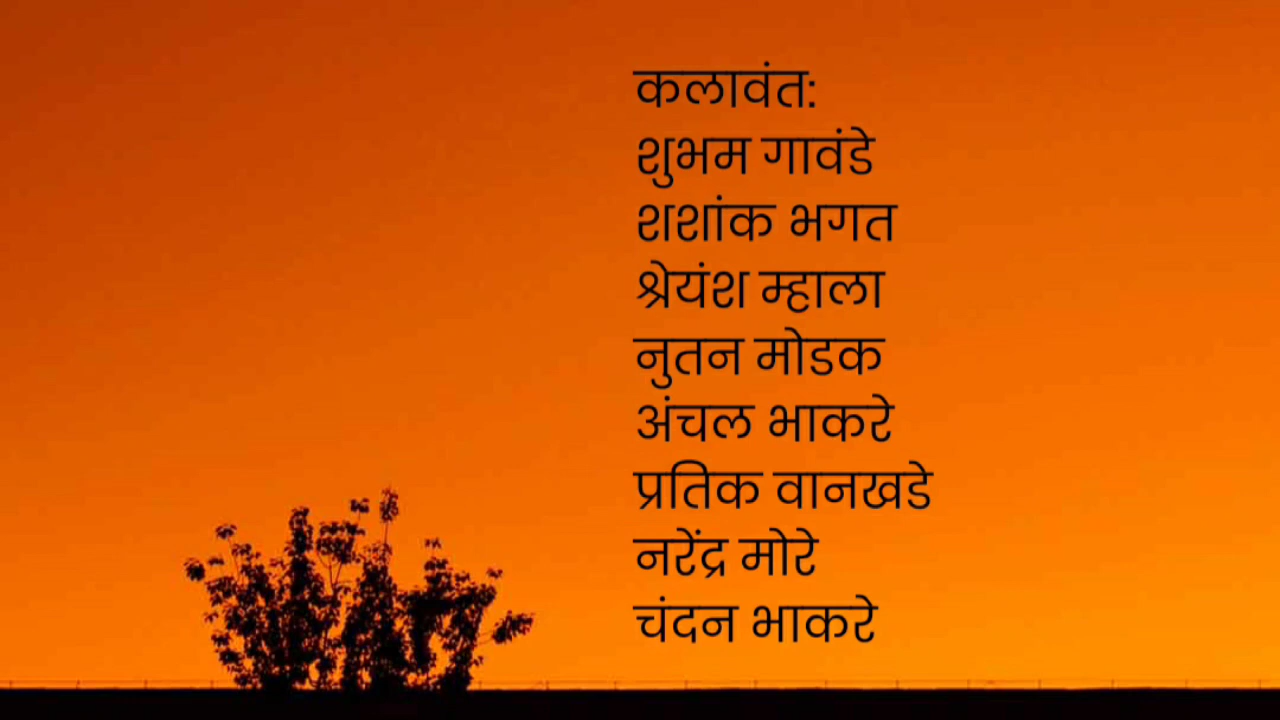 कलावंत:
शुभम गावंडे
शशांक भगत
श्रेयंश म्हाला
नुतन मोडक
अंचल भाकरे
प्रतिक वानखडे
नरेंद्र मोरे
चंदन भाकरे